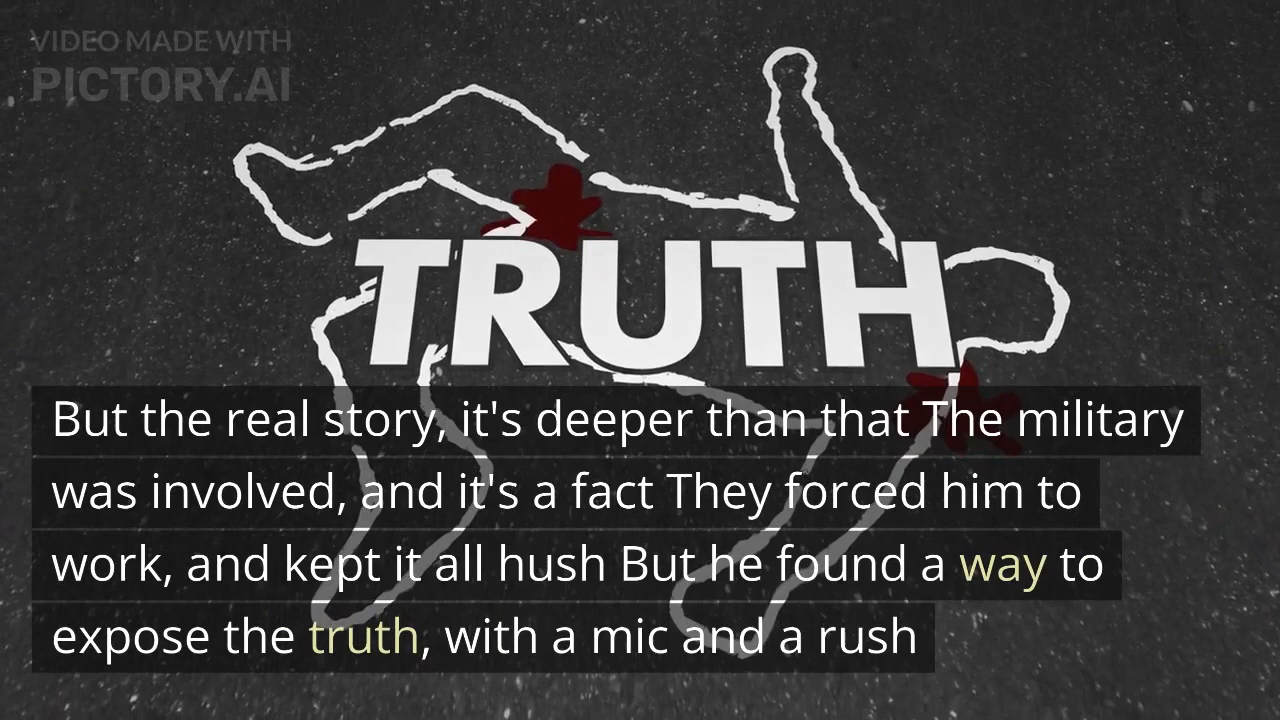 VIDEO MADE WITH
PICTORY.AI
TRUTH
But the real story, it's deeper than that The military
was involved, and it's a fact They forced him to
work, and kept it all hush But he found a way to
expose the truth, with a mic and a rush